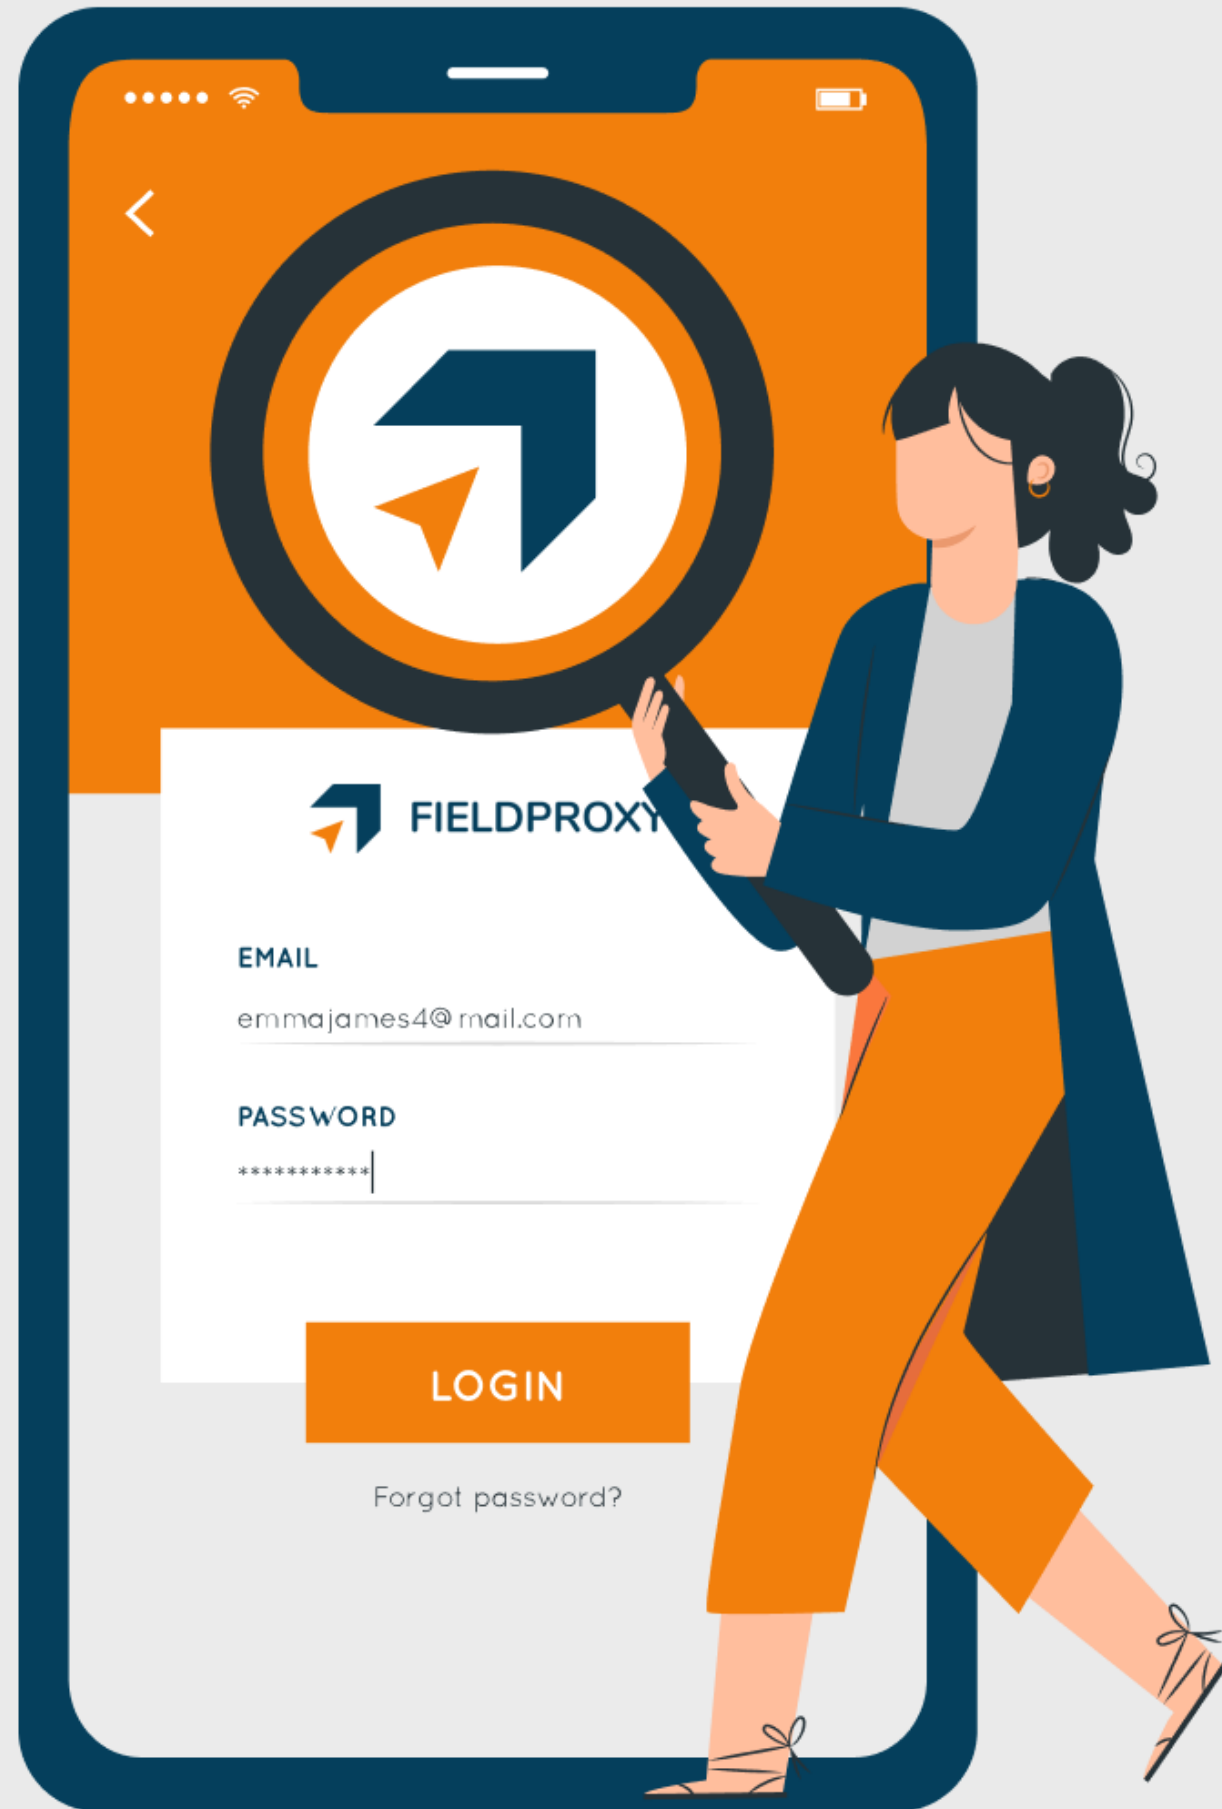 FIELDPROXY
EMAIL
emmajames4@mail.com
PASSWORD
***********
LOGIN
Forgot password?